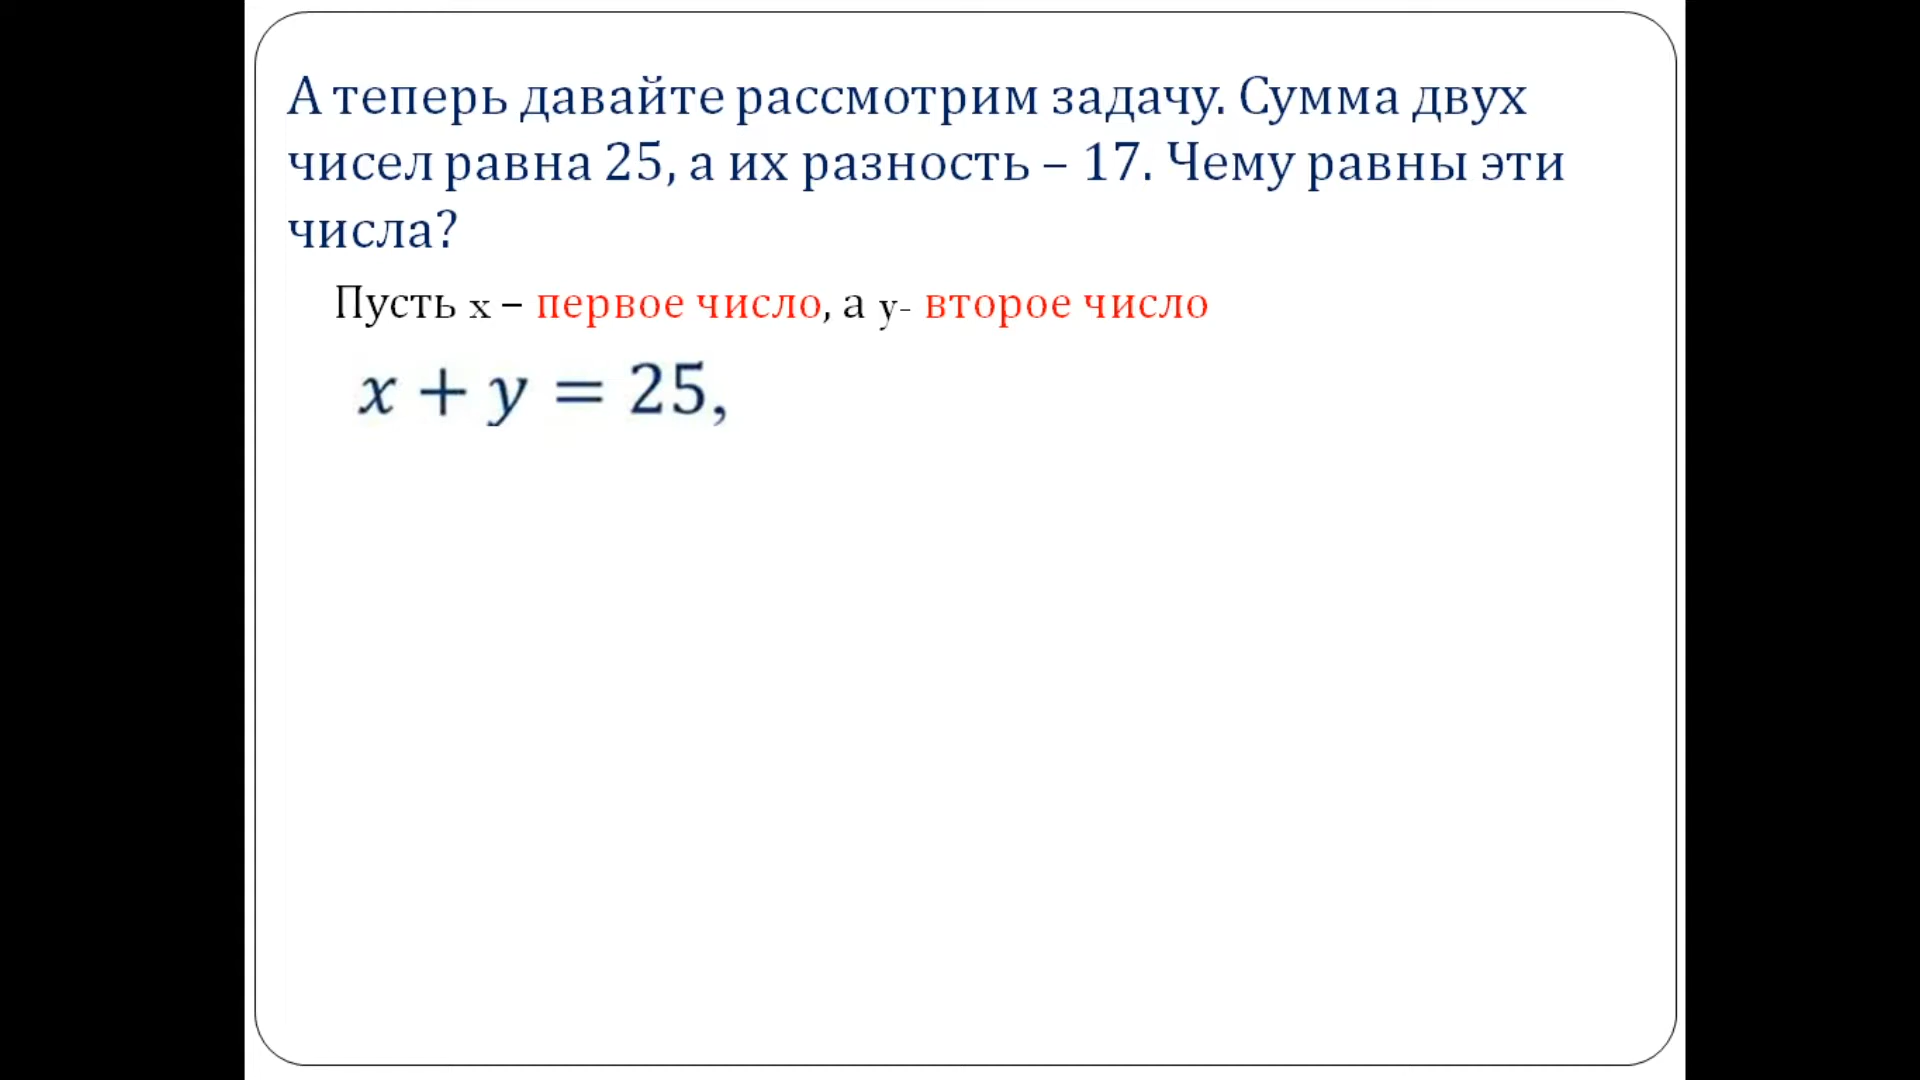 А теперь давайте рассмотрим задачу. Сумма двух
чисел равна 25, а их разность – 17. Чему равны эти
числа?
Пусть x – первое число, а y- второе число
x + y = 25,